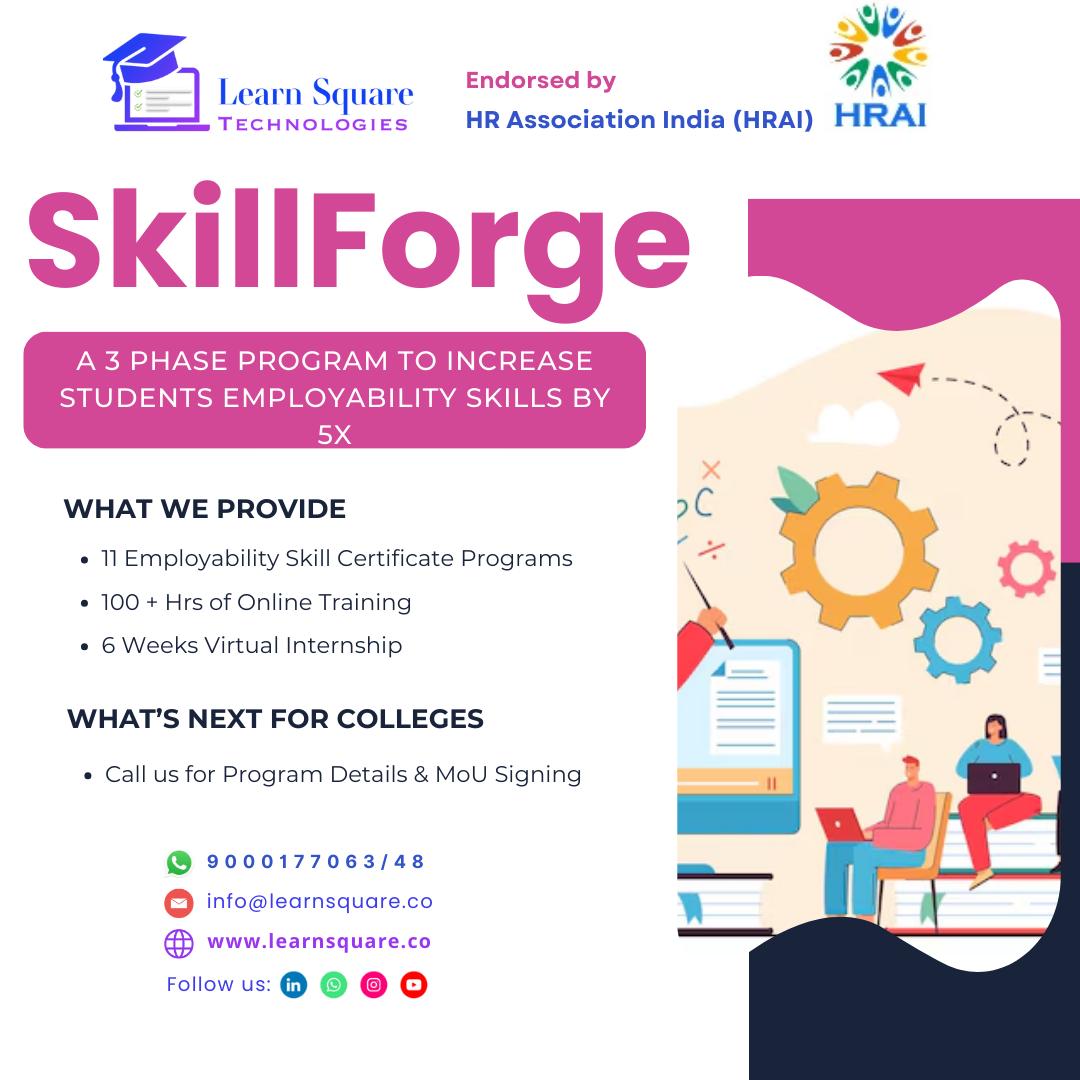 Learn Square
TECHNOLOGIES
Endorsed by
HR Association India (HRAI)
HRAI
SkillForge
A 3 PHASE PROGRAM TO INCREASE
STUDENTS EMPLOYABILITY SKILLS BY
5X
WHAT WE PROVIDE
• 11 Employability Skill Certificate Programs
• 100 + Hrs of Online Training
• 6 Weeks Virtual Internship
WHAT’S NEXT FOR COLLEGES
• Call us for Program Details & MoU Signing
9000177063/48
info@learnsquare.co
www.learnsquare.co
Follow us: